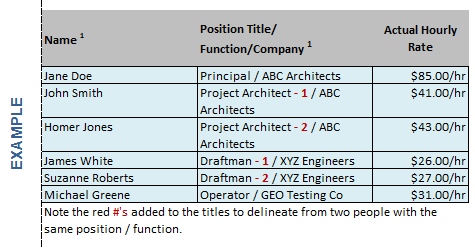 EXAMPLE
Name 1 Position Title/ Function/Company 1 Actual Hourly Rate
Jane Doe Principal / ABC Architects $85.00/hr
John Smith Project Architect - 1 / ABC Architects $41.00/hr
Homer Jones Project Architect - 2 / ABC Architects $43.00/hr
James White Draftman - 1 / XYZ Engineers $26.00/hr
Suzanne Roberts Draftman - 2 / XYZ Engineers $27.00/hr
Michael Greene Operator / GEO Testing Co $31.00/hr
Note the red #'s added to the titles to delineate from two people with the
same position / function.